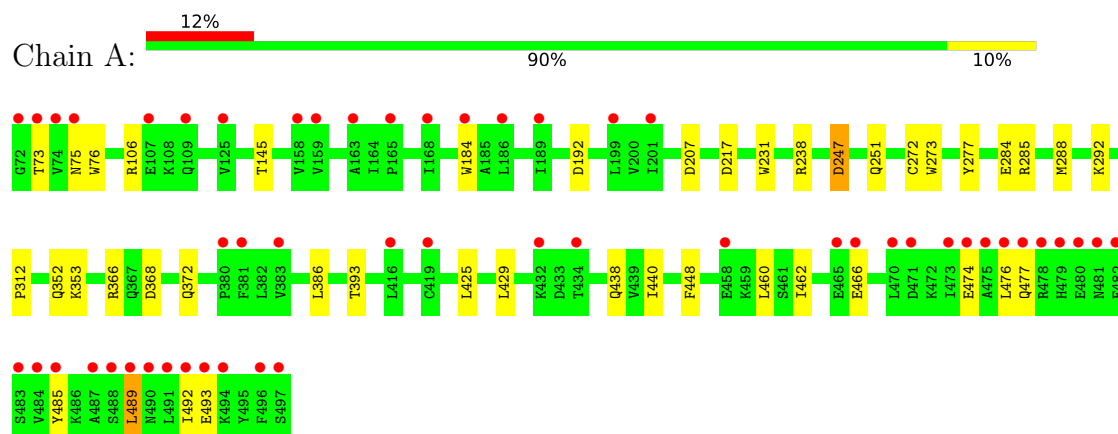 12%
Chain A:
90% 10%
G72 T73 V74 N75 W76 R106 E107 K108 Q109 V125 T145 V158 V159 A163 I164 P165 I168 W184 A185 L186 I189 D192 L199 V200 I201 D207 D217 W231 R238 D247 Q251 C272 W273 Y277 E284 R285 M288 K292
P312 Q352 K353 R366 Q367 D368 Q372 P380 F381 L382 V383 L386 T393 L416 C419 L425 L429 K432 D433 T434 Q438 V439 I440 F448 E458 K459 L460 S461 I462 E465 E466 L470 D471 K472 I473 E474 A475 L476 Q477 R478 H479 E480 N481
S483 V484 Y485 K486 A487 S488 L489 N490 L491 I492 E493 K494 Y495 F496 S497